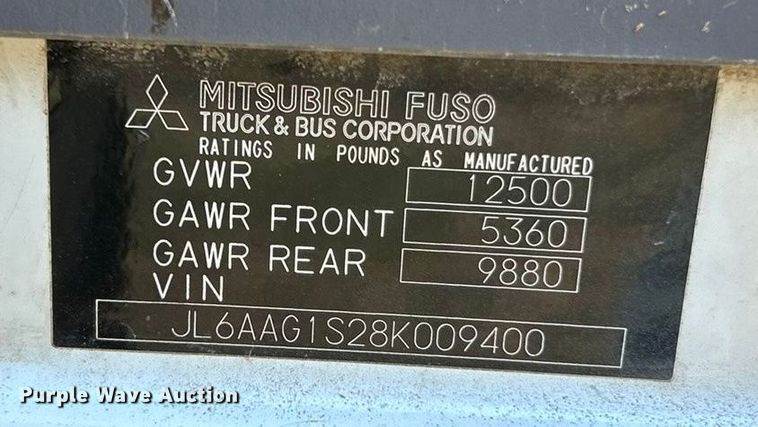 MITSUBISHI FUSO
TRUCK & BUS CORPORATION
RATINGS IN POUNDS AS MANUFACTURED
GVWR 12500
GAWR FRONT 5360
GAWR REAR 9880
VIN
JL6AAG1S28K009400
Purple Wave Auction